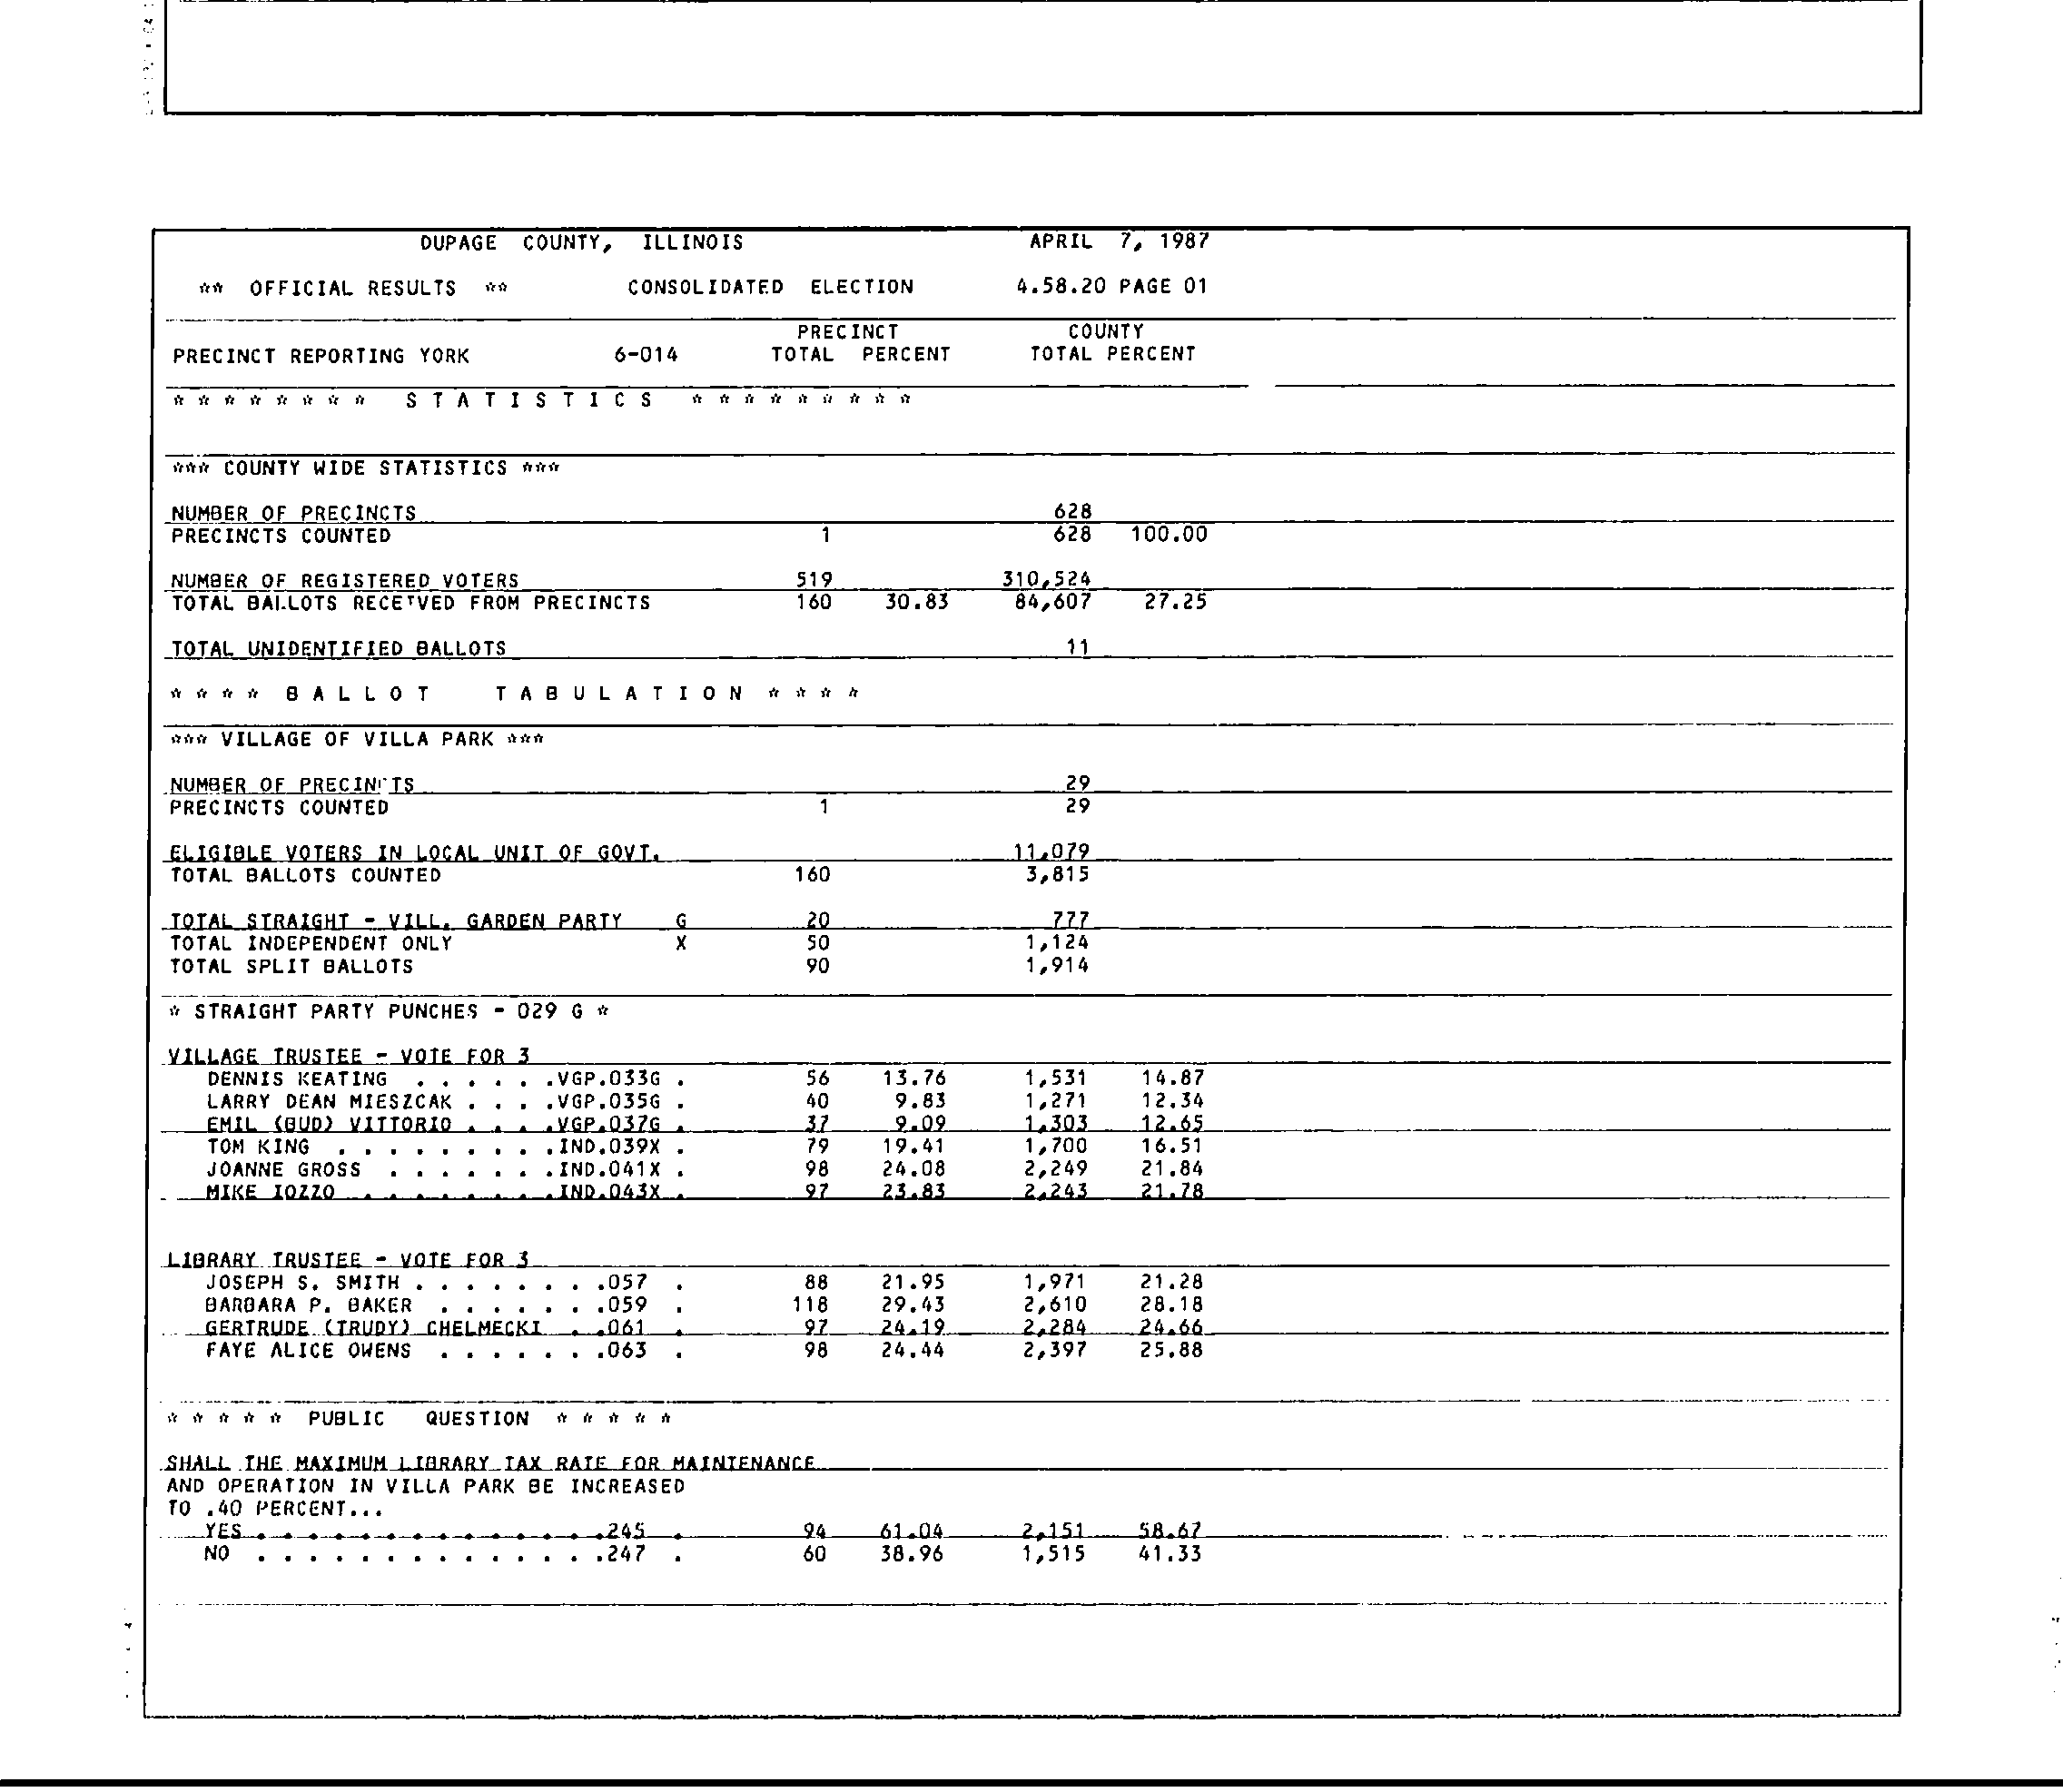 DUPAGE COUNTY, ILLINOIS APRIL 7, 1987
** OFFICIAL RESULTS ** CONSOLIDATED ELECTION 4.58.20 PAGE 01
PRECINCT COUNTY
PRECINCT REPORTING YORK 6-014 TOTAL PERCENT TOTAL PERCENT
* * * * * * * * S T A T I S T I C S * * * * * * * * *
*** COUNTY WIDE STATISTICS ***
NUMBER OF PRECINCTS 628
PRECINCTS COUNTED 1 628 100.00
NUMBER OF REGISTERED VOTERS 519 310,524
TOTAL BALLOTS RECEIVED FROM PRECINCTS 160 30.83 84,607 27.25
TOTAL UNIDENTIFIED BALLOTS 11
* * * * B A L L O T T A B U L A T I O N * * * *
*** VILLAGE OF VILLA PARK ***
NUMBER OF PRECINCTS 29
PRECINCTS COUNTED 1 29
ELIGIBLE VOTERS IN LOCAL UNIT OF GOVT. 11,079
TOTAL BALLOTS COUNTED 160 3,815
TOTAL STRAIGHT - VILL. GARDEN PARTY G 20 777
TOTAL INDEPENDENT ONLY X 50 1,124
TOTAL SPLIT BALLOTS 90 1,914
* STRAIGHT PARTY PUNCHES - 029 G *
VILLAGE TRUSTEE - VOTE FOR 3
DENNIS KEATING . . . . . .VGP.033G . 56 13.76 1,531 14.87
LARRY DEAN MIESZCAK . . . .VGP.035G . 40 9.83 1,271 12.34
EMIL (BUD) VITTORIO . . . .VGP.037G . 37 9.09 1,303 12.65
TOM KING . . . . . . . . .IND.039X . 79 19.41 1,700 16.51
JOANNE GROSS . . . . . . .IND.041X . 98 24.08 2,249 21.84
MIKE IOZZO . . . . . . . .IND.043X . 97 23.83 2,243 21.78
LIBRARY TRUSTEE - VOTE FOR 3
JOSEPH S. SMITH . . . . . . . .057 . 88 21.95 1,971 21.28
BARBARA P. BAKER . . . . . . .059 . 118 29.43 2,610 28.18
GERTRUDE (TRUDY) CHELMECKI . .061 . 97 24.19 2,284 24.66
FAYE ALICE OWENS . . . . . . .063 . 98 24.44 2,397 25.88
* * * * * PUBLIC QUESTION * * * * *
SHALL THE MAXIMUM LIBRARY TAX RATE FOR MAINTENANCE
AND OPERATION IN VILLA PARK BE INCREASED
TO .40 PERCENT...
YES . . . . . . . . . . . . . .245 . 94 61.04 2,151 58.67
NO . . . . . . . . . . . . . .247 . 60 38.96 1,515 41.33